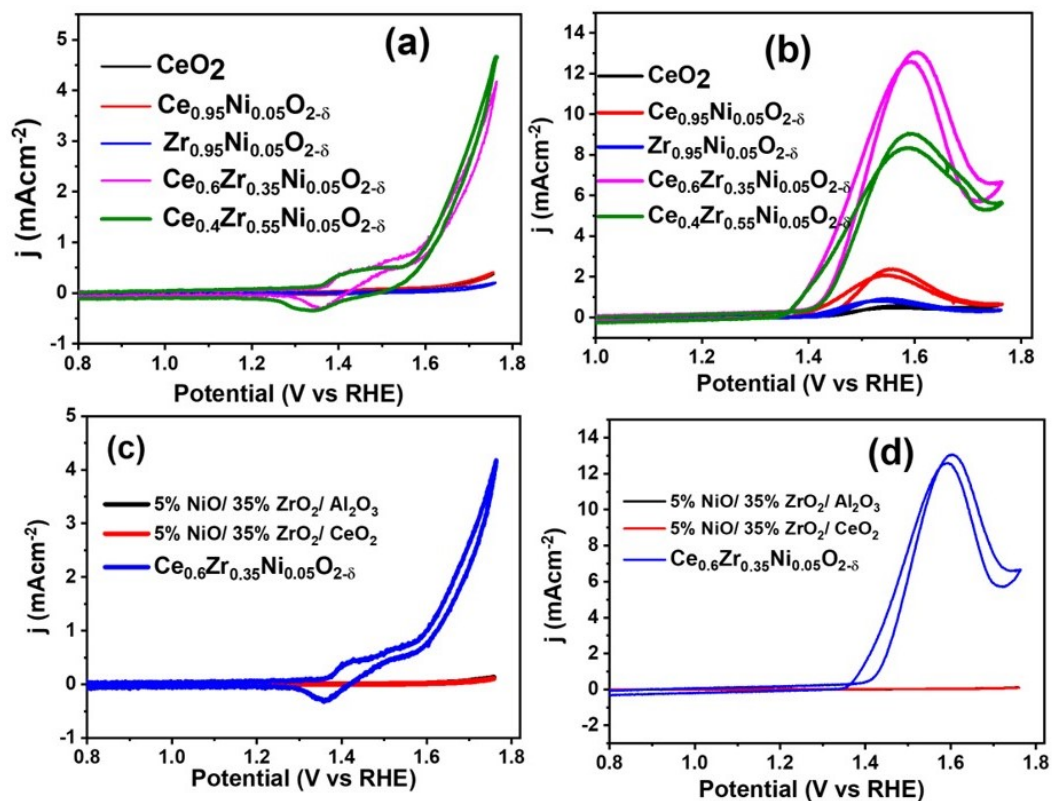 (a)
CeO2
Ce0.95Ni0.05O2-δ
Zr0.95Ni0.05O2-δ
Ce0.6Zr0.35Ni0.05O2-δ
Ce0.4Zr0.55Ni0.05O2-δ
j (mAcm-2)
5
4
3
2
1
0
-1
0.8 1.0 1.2 1.4 1.6 1.8
Potential (V vs RHE)
(b)
CeO2
Ce0.95Ni0.05O2-δ
Zr0.95Ni0.05O2-δ
Ce0.6Zr0.35Ni0.05O2-δ
Ce0.4Zr0.55Ni0.05O2-δ
j (mAcm-2)
14
12
10
8
6
4
2
0
1.0 1.2 1.4 1.6 1.8
Potential (V vs RHE)
(c)
5% NiO/ 35% ZrO2/ Al2O3
5% NiO/ 35% ZrO2/ CeO2
Ce0.6Zr0.35Ni0.05O2-δ
j (mAcm-2)
5
4
3
2
1
0
-1
0.8 1.0 1.2 1.4 1.6 1.8
Potential (V vs RHE)
(d)
5% NiO/ 35% ZrO2/ Al2O3
5% NiO/ 35% ZrO2/ CeO2
Ce0.6Zr0.35Ni0.05O2-δ
j (mAcm-2)
14
12
10
8
6
4
2
0
-2
0.8 1.0 1.2 1.4 1.6 1.8
Potential (V vs RHE)